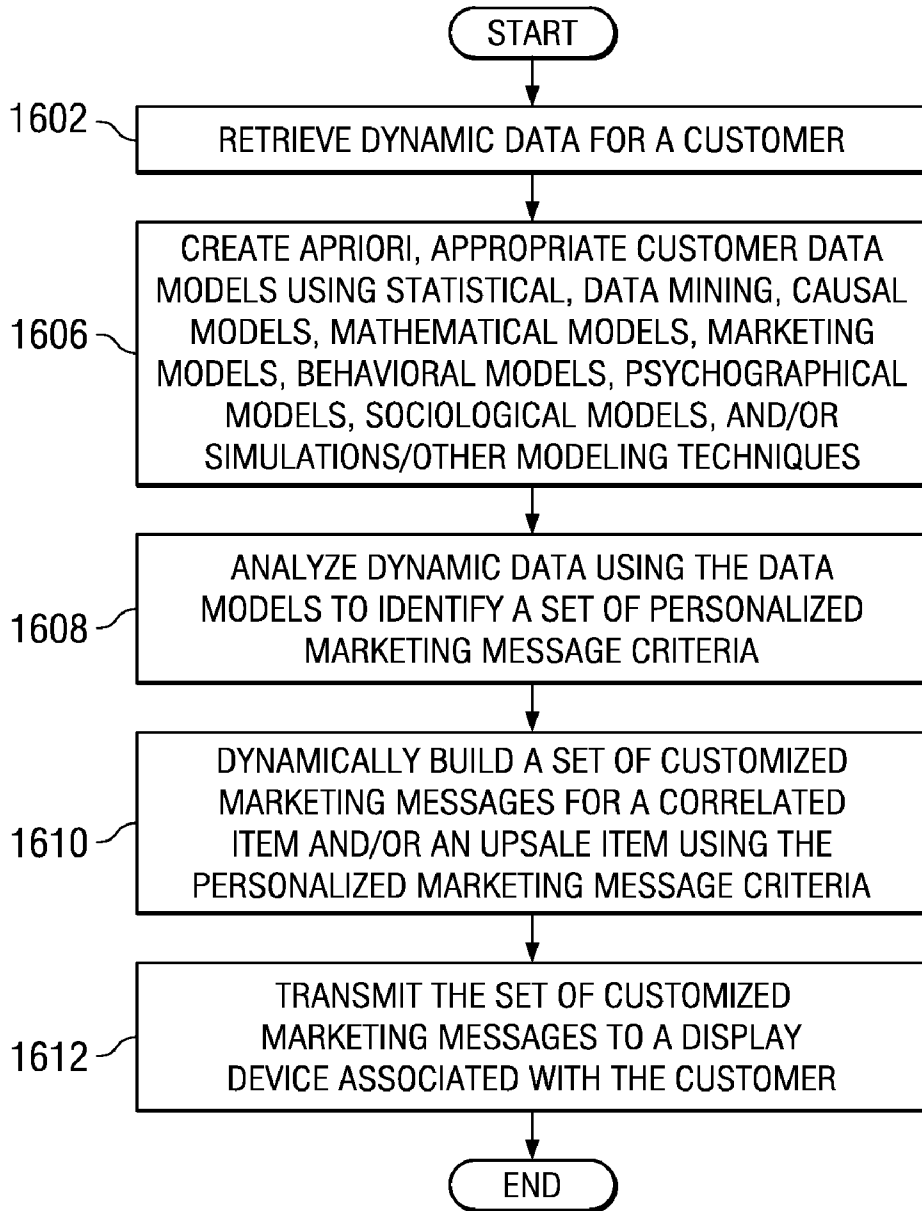 START
1602
RETRIEVE DYNAMIC DATA FOR A CUSTOMER
1606
CREATE APRIORI, APPROPRIATE CUSTOMER DATA
MODELS USING STATISTICAL, DATA MINING, CAUSAL
MODELS, MATHEMATICAL MODELS, MARKETING
MODELS, BEHAVIORAL MODELS, PSYCHOGRAPHICAL
MODELS, SOCIOLOGICAL MODELS, AND/OR
SIMULATIONS/OTHER MODELING TECHNIQUES
1608
ANALYZE DYNAMIC DATA USING THE DATA
MODELS TO IDENTIFY A SET OF PERSONALIZED
MARKETING MESSAGE CRITERIA
1610
DYNAMICALLY BUILD A SET OF CUSTOMIZED
MARKETING MESSAGES FOR A CORRELATED
ITEM AND/OR AN UPSALE ITEM USING THE
PERSONALIZED MARKETING MESSAGE CRITERIA
1612
TRANSMIT THE SET OF CUSTOMIZED
MARKETING MESSAGES TO A DISPLAY
DEVICE ASSOCIATED WITH THE CUSTOMER
END